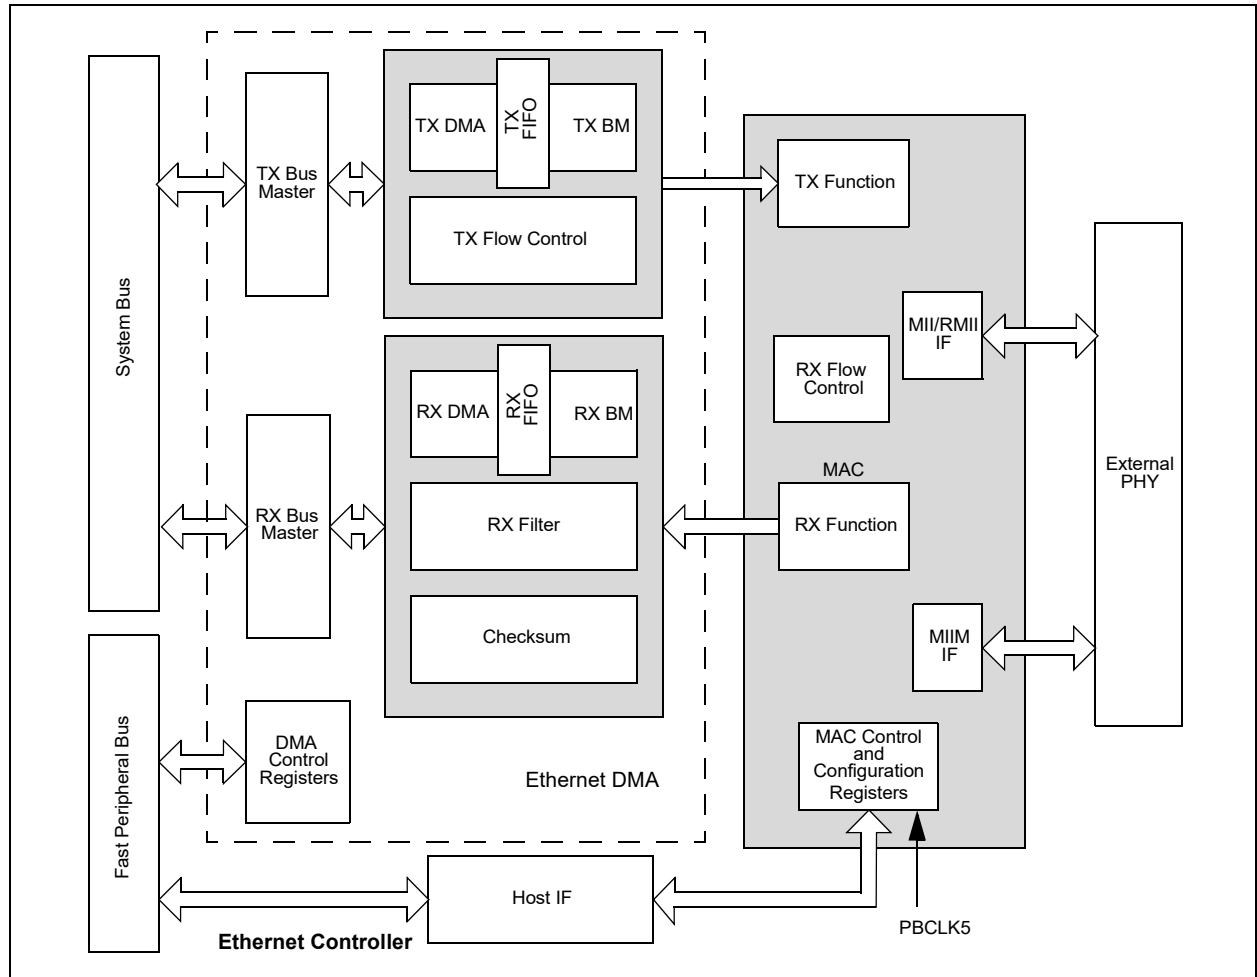 System Bus
Fast Peripheral Bus
TX Bus
Master
TX DMA
TX
FIFO
TX BM
TX Flow Control
RX Bus
Master
RX DMA
RX
FIFO
RX BM
RX Filter
Checksum
DMA
Control
Registers
Ethernet DMA
TX Function
MII/RMII
IF
RX Flow
Control
MAC
RX Function
MIIM
IF
MAC Control
and
Configuration
Registers
External
PHY
Host IF
PBCLK5
Ethernet Controller